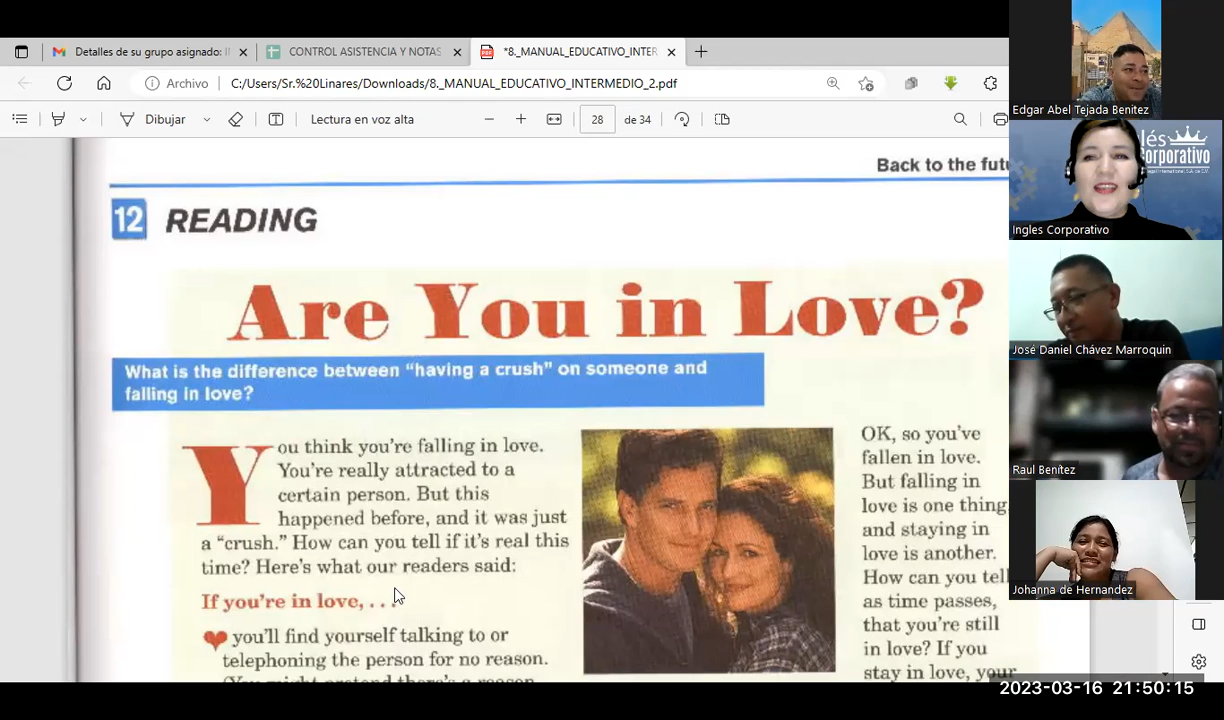 Detalles de su grupo asignado: I
CONTROL ASISTENCIA Y NOTAS
*8._MANUAL_EDUCATIVO_INTER
Archivo
C:/Users/Sr.%20Linares/Downloads/8._MANUAL_EDUCATIVO_INTERMEDIO_2.pdf
Dibujar
Lectura en voz alta
28
de 34
Back to the futu
12 READING
Are You in Love?
What is the difference between “having a crush” on someone and
falling in love?
You think you're falling in love.
You're really attracted to a
certain person. But this
happened before, and it was just
a “crush.” How can you tell if it's real this
time? Here's what our readers said:
If you're in love, . . .
you'll find yourself talking to or
telephoning the person for no reason.
(You might pretend there's a reason
OK, so you've
fallen in love.
But falling in
love is one thing,
and staying in
love is another.
How can you tell
as time passes,
that you're still
in love? If you
stay in love, your
Edgar Abel Tejada Benítez
lés
Corporativo
Ingles Corporativo
José Daniel Chávez Marroquin
Raul Benítez
Johanna de Hernandez
2023-03-16 21:50:15